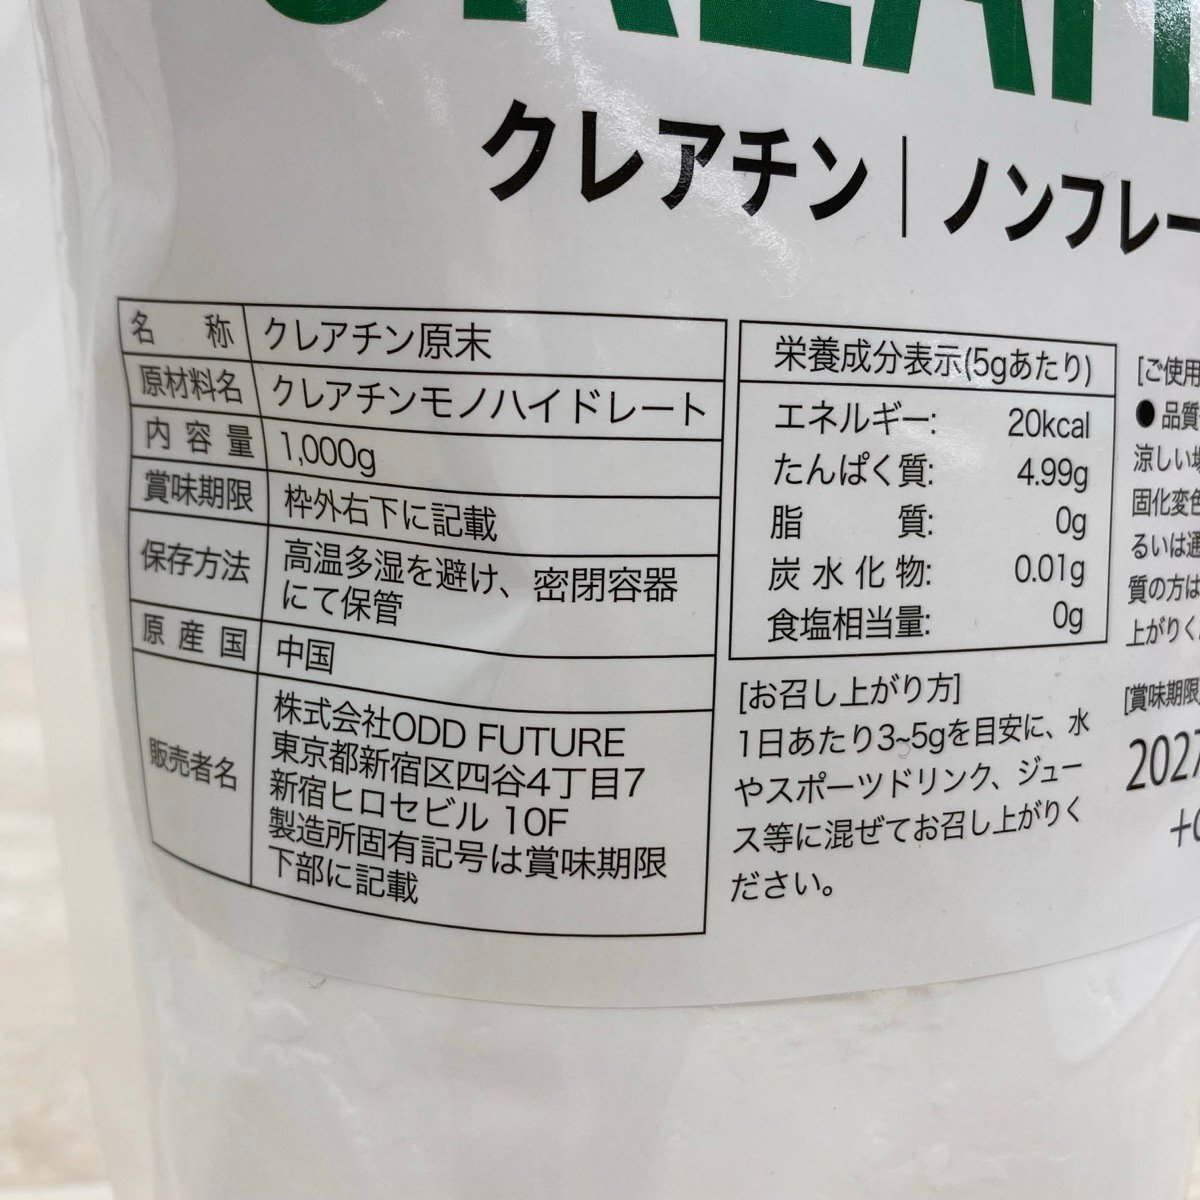 クレアチン｜ノンフレー
名称 クレアチン原末
原材料名 クレアチンモノハイドレート
内容量 1,000g
賞味期限 枠外右下に記載
保存方法 高温多湿を避け、密閉容器
にて保管
原産国 中国
販売者名 株式会社ODD FUTURE
東京都新宿区四谷4丁目7
新宿ヒロセビル 10F
製造所固有記号は賞味期限
下部に記載
栄養成分表示(5gあたり)
エネルギー: 20kcal
たんぱく質: 4.99g
脂質: 0g
炭水化物: 0.01g
食塩相当量: 0g
[お召し上がり方]
1日あたり3~5gを目安に、水
やスポーツドリンク、ジュー
ス等に混ぜてお召し上がりく
ださい。
[ご使用
●品質
涼しい場
固化変色
るいは通
質の方は
上がりく
[賞味期限
2027